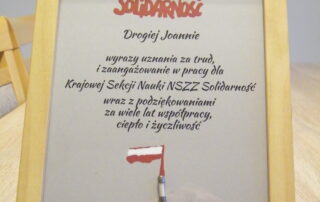 SOLIDARNOŚĆ
Drogiej Joannie
wyrazy uznania za trud,
i zaangażowanie w pracy dla
Krajowej Sekcji Nauki NSZZ Solidarność
wraz z podziękowaniami
za wiele lat współpracy,
ciepło i życzliwość